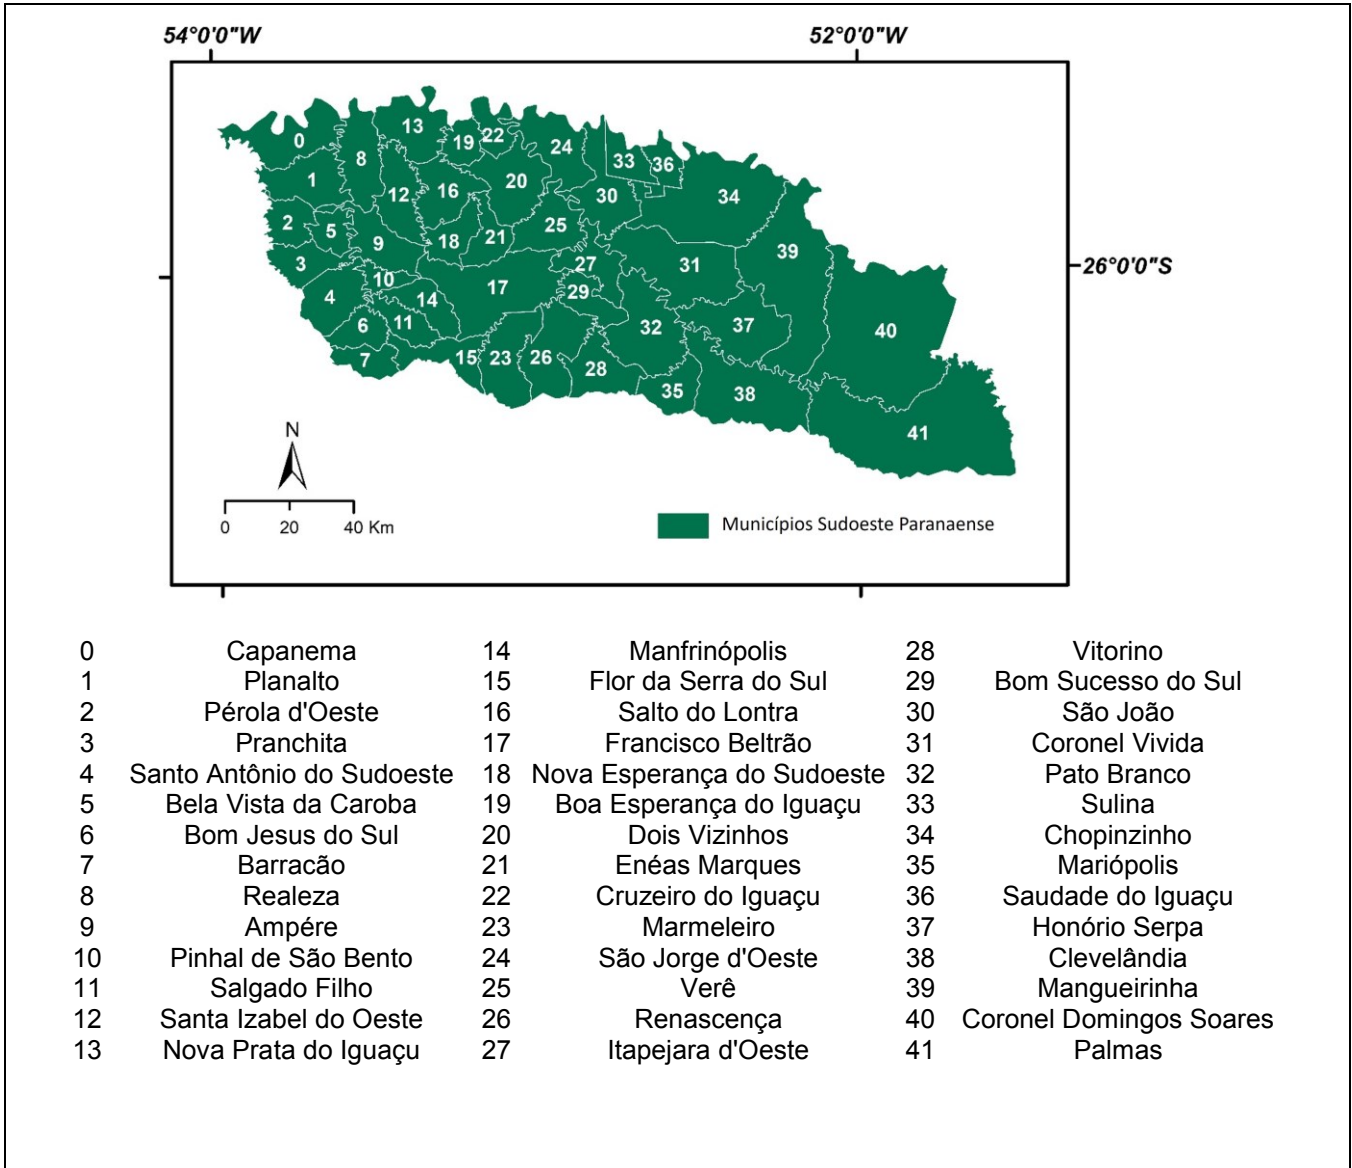 54°0'0"W 52°0'0"W
13
22
0 19 24
8 33 36
1 20
12 16 30 34
2 5 25
9 18 21 39
3 27 31 26°0'0"S
10 17
4 14 29
6 11 32 37 40
7 15 23 26 28
35 38
41
N
0 20 40 Km
Municípios Sudoeste Paranaense
0 Capanema 14 Manfrinópolis 28 Vitorino
1 Planalto 15 Flor da Serra do Sul 29 Bom Sucesso do Sul
2 Pérola d'Oeste 16 Salto do Lontra 30 São João
3 Pranchita 17 Francisco Beltrão 31 Coronel Vivida
4 Santo Antônio do Sudoeste 18 Nova Esperança do Sudoeste 32 Pato Branco
5 Bela Vista da Caroba 19 Boa Esperança do Iguaçu 33 Sulina
6 Bom Jesus do Sul 20 Dois Vizinhos 34 Chopinzinho
7 Barracão 21 Enéas Marques 35 Mariópolis
8 Realeza 22 Cruzeiro do Iguaçu 36 Saudade do Iguaçu
9 Ampére 23 Marmeleiro 37 Honório Serpa
10 Pinhal de São Bento 24 São Jorge d'Oeste 38 Clevelândia
11 Salgado Filho 25 Verê 39 Mangueirinha
12 Santa Izabel do Oeste 26 Renascença 40 Coronel Domingos Soares
13 Nova Prata do Iguaçu 27 Itapejara d'Oeste 41 Palmas